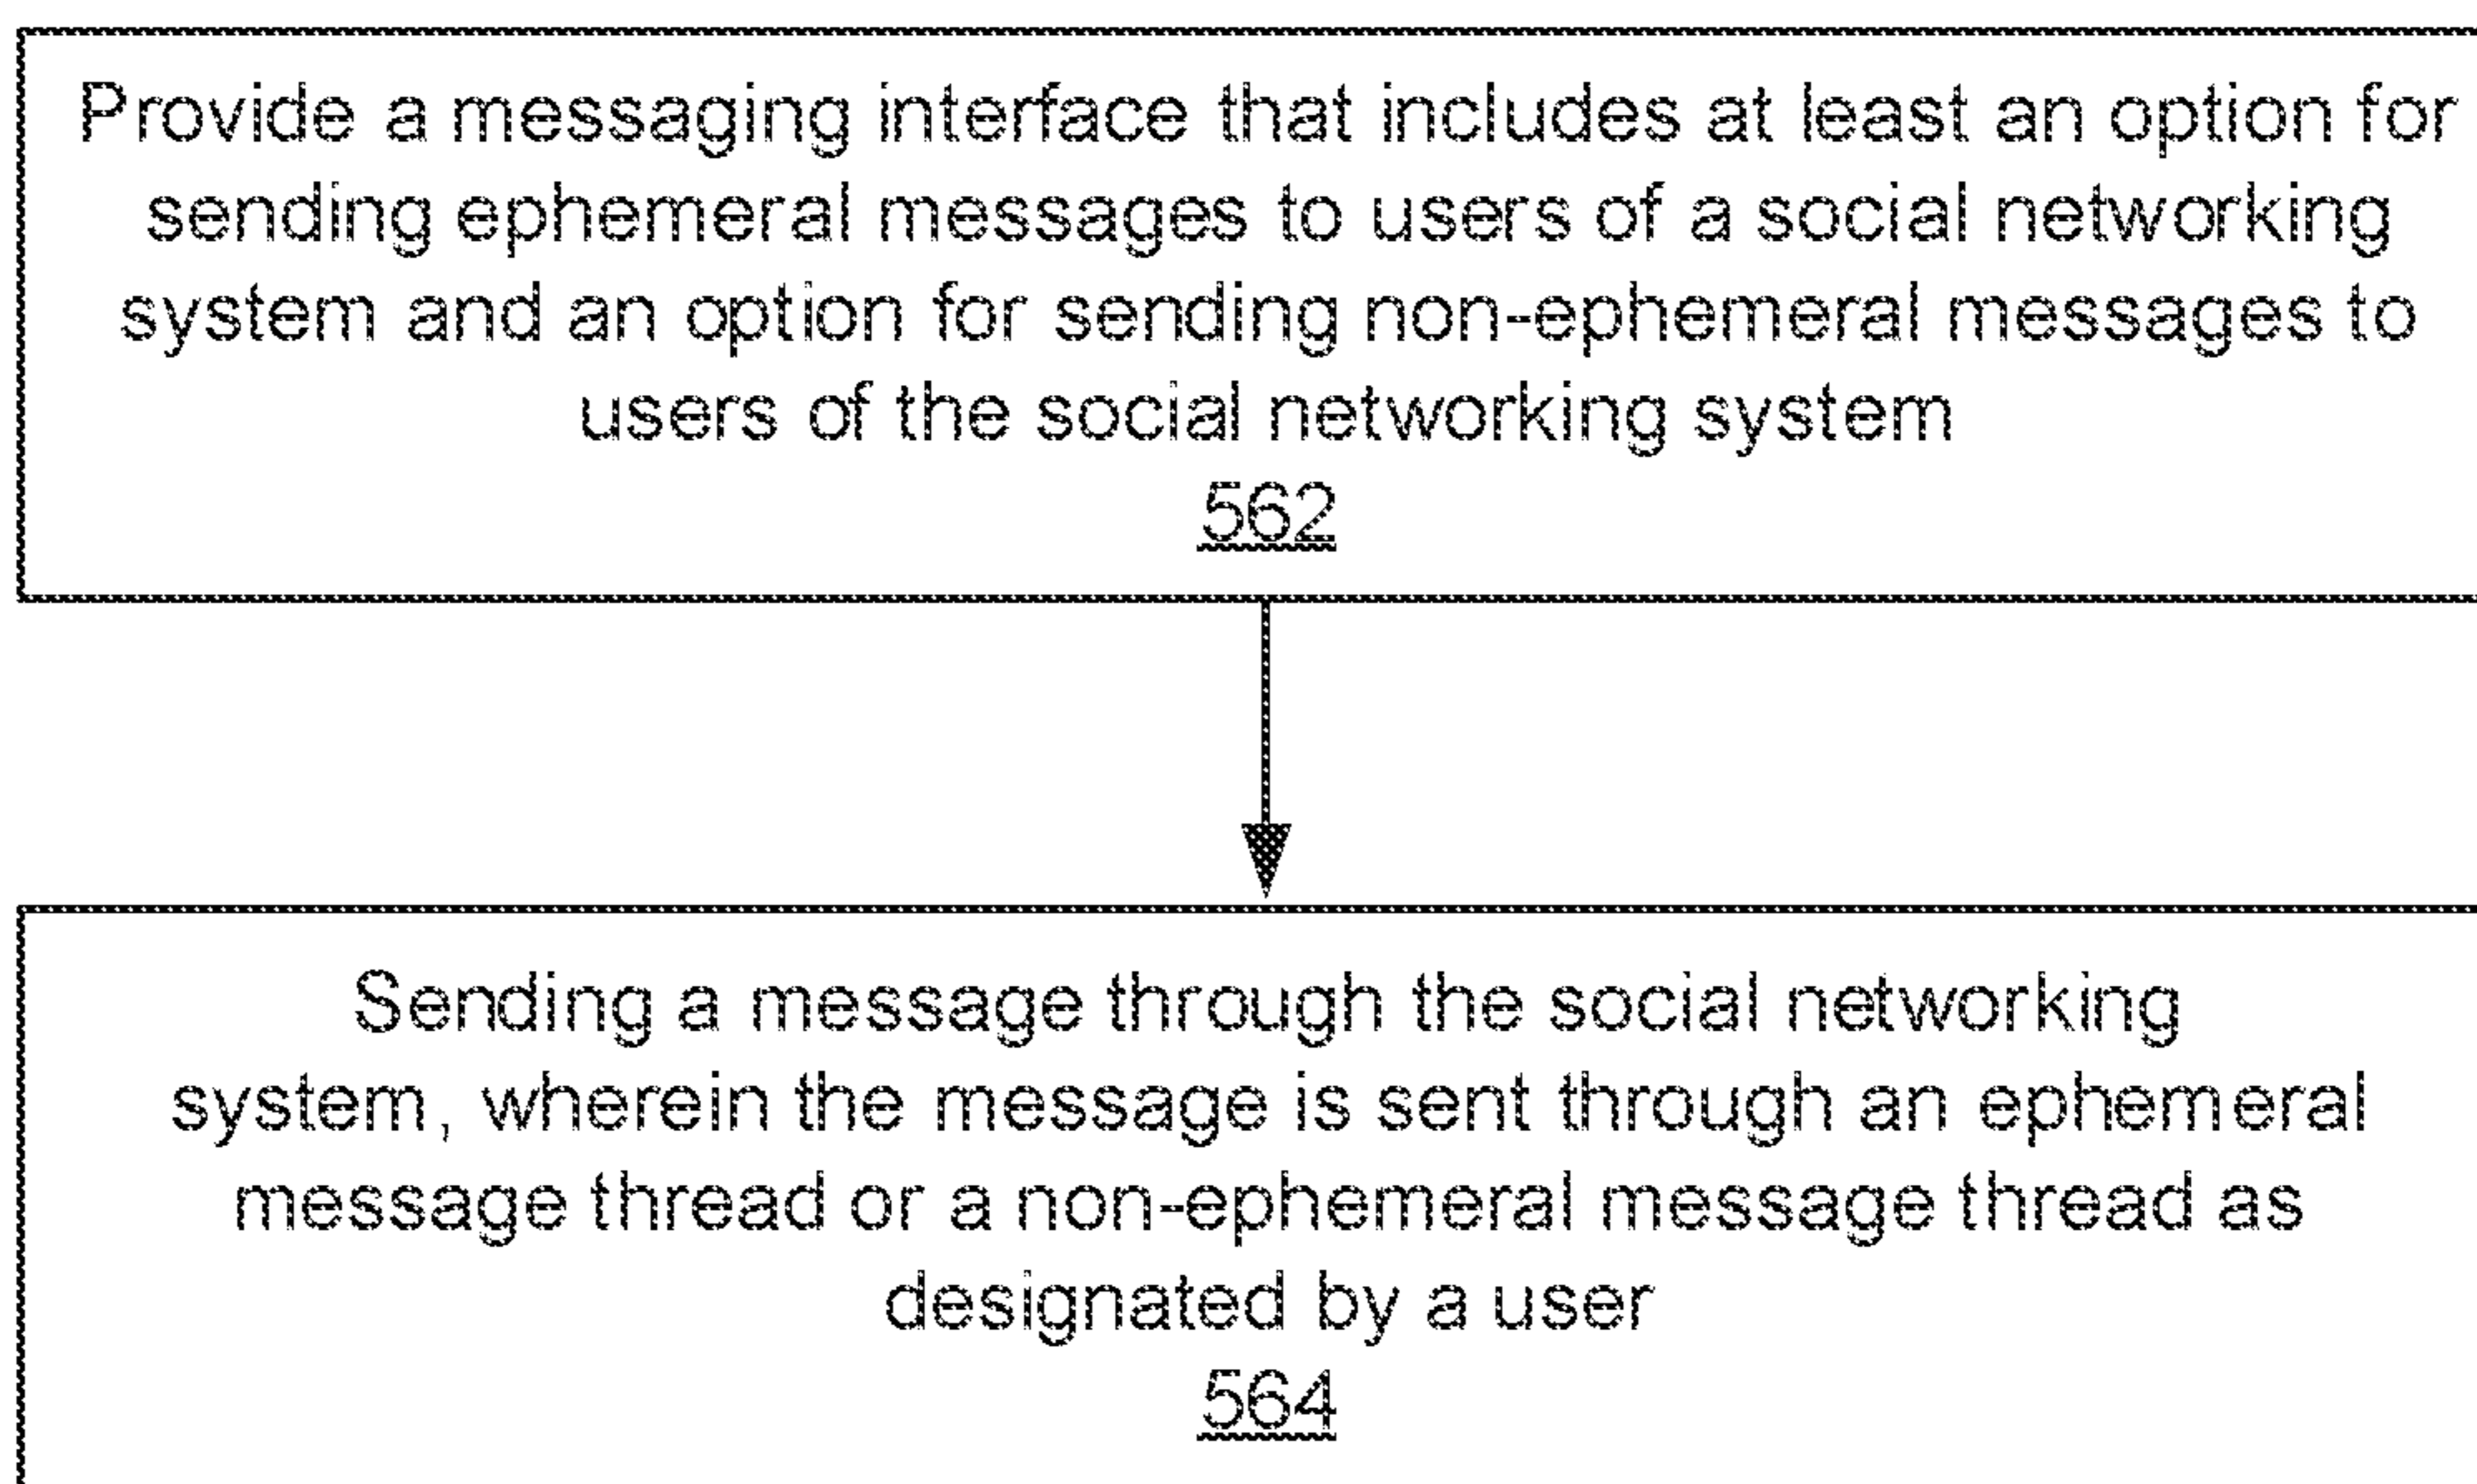 Provide a messaging interface that includes at least an option for
sending ephemeral messages to users of a social networking
system and an option for sending non-ephemeral messages to
users of the social networking system
562
Sending a message through the social networking
system, wherein the message is sent through an ephemeral
message thread or a non-ephemeral message thread as
designated by a user
564